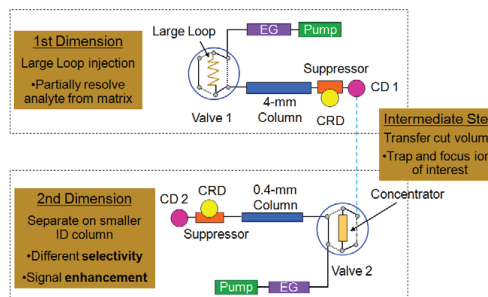 1st Dimension
Large Loop injection
•Partially resolve
analyte from matrix
Large Loop
EG
Pump
Suppressor
CD 1
Valve 1
4-mm
Column
CRD
Intermediate Ste
Transfer cut volum
•Trap and focus ion
of interest
2nd Dimension
Separate on smaller
ID column
•Different selectivity
•Signal enhancement
CD 2
CRD
Suppressor
0.4-mm
Column
Concentrator
Valve 2
Pump
EG